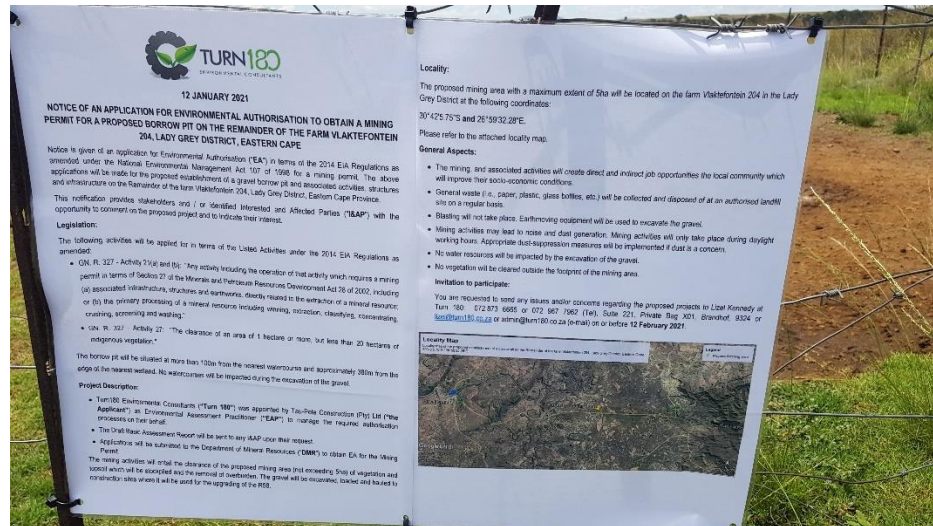 TURN180
ENVIRONMENTAL CONSULTANTS
12 JANUARY 2021
NOTICE OF AN APPLICATION FOR ENVIRONMENTAL AUTHORISATION TO OBTAIN A MINING
PERMIT FOR A PROPOSED BORROW PIT ON THE REMAINDER OF THE FARM VLAKTEFONTEIN
204, LADY GREY DISTRICT, EASTERN CAPE
Notice is given of an application for Environmental Authorisation ("EA") in terms of the 2014 EIA Regulations as
amended under the National Environmental Management Act 107 of 1998 for a mining permit. The above
applications will be made for the proposed establishment of a gravel borrow pit and associated activities, structures
and infrastructure on the Remainder of the Farm Vlaktefontein 204, Lady Grey District, Eastern Cape Province.
This notification provides stakeholders and / or identified Interested and Affected Parties ("I&AP") with the
opportunity to comment on the proposed project and to indicate their interest.
Legislation:
The following activities will be applied for in terms of the Listed Activities under the 2014 EIA Regulations as
amended:
• GN. R. 327 - Activity 21(a) and (b): "Any activity including the operation of that activity which requires a mining
permit in terms of Section 27 of the Minerals and Petroleum Resources Development Act 28 of 2002, including
(a) associated infrastructure, structures and earthworks, directly related to the extraction of a mineral resource;
or (b) the primary processing of a mineral resource including winning, extraction, classifying, concentrating,
crushing, screening and washing;"
• GN. R. 327 - Activity 27: "The clearance of an area of 1 hectare or more, but less than 20 hectares of
indigenous vegetation."
The borrow pit will be situated at more than 100m from the nearest watercourse and approximately 380m from the
edge of the nearest wetland. No watercourses will be impacted during the excavation of the gravel.
Project Description:
• Turn180 Environmental Consultants ("Turn 180") was appointed by Tau-Pele Construction (Pty) Ltd ("the
Applicant") as Environmental Assessment Practitioner ("EAP") to manage the required authorisation
processes on their behalf.
• The Draft Basic Assessment Report will be sent to any I&AP upon their request.
• Applications will be submitted to the Department of Mineral Resources ("DMR") to obtain EA for the Mining
Permit.
The mining activities will entail the clearance of the proposed mining area (not exceeding 5ha) of vegetation and
topsoil which will be stockpiled and the removal of overburden. The gravel will be excavated, loaded and hauled to
construction sites where it will be used for the upgrading of the R58.
Locality:
The proposed mining area with a maximum extent of 5ha will be located on the farm Vlaktefontein 204 in the Lady
Grey District at the following coordinates:
30°42'5.75"S and 26°59'32.28"E.
Please refer to the attached locality map.
General Aspects:
• The mining, and associated activities will create direct and indirect job opportunities the local community which
will improve their socio-economic conditions.
• General waste (i.e., paper, plastic, glass bottles, etc.) will be collected and disposed of at an authorised landfill
site on a regular basis.
• Blasting will not take place. Earthmoving equipment will be used to excavate the gravel.
• Mining activities may lead to noise and dust generation. Mining activities will only take place during daylight
working hours. Appropriate dust-suppression measures will be implemented if dust is a concern.
• No water resources will be impacted by the excavation of the gravel.
• No vegetation will be cleared outside the footprint of the mining area.
Invitation to participate:
You are requested to send any issues and/or concerns regarding the proposed projects to Lizet Kennedy at
Turn 180: 072 873 6665 or 072 967 7962 (Tel), Suite 221, Private Bag X01, Brandhof, 9324 or
admin@turn180.co.za (e-mail) on or before 12 February 2021.
Locality Map
Legend